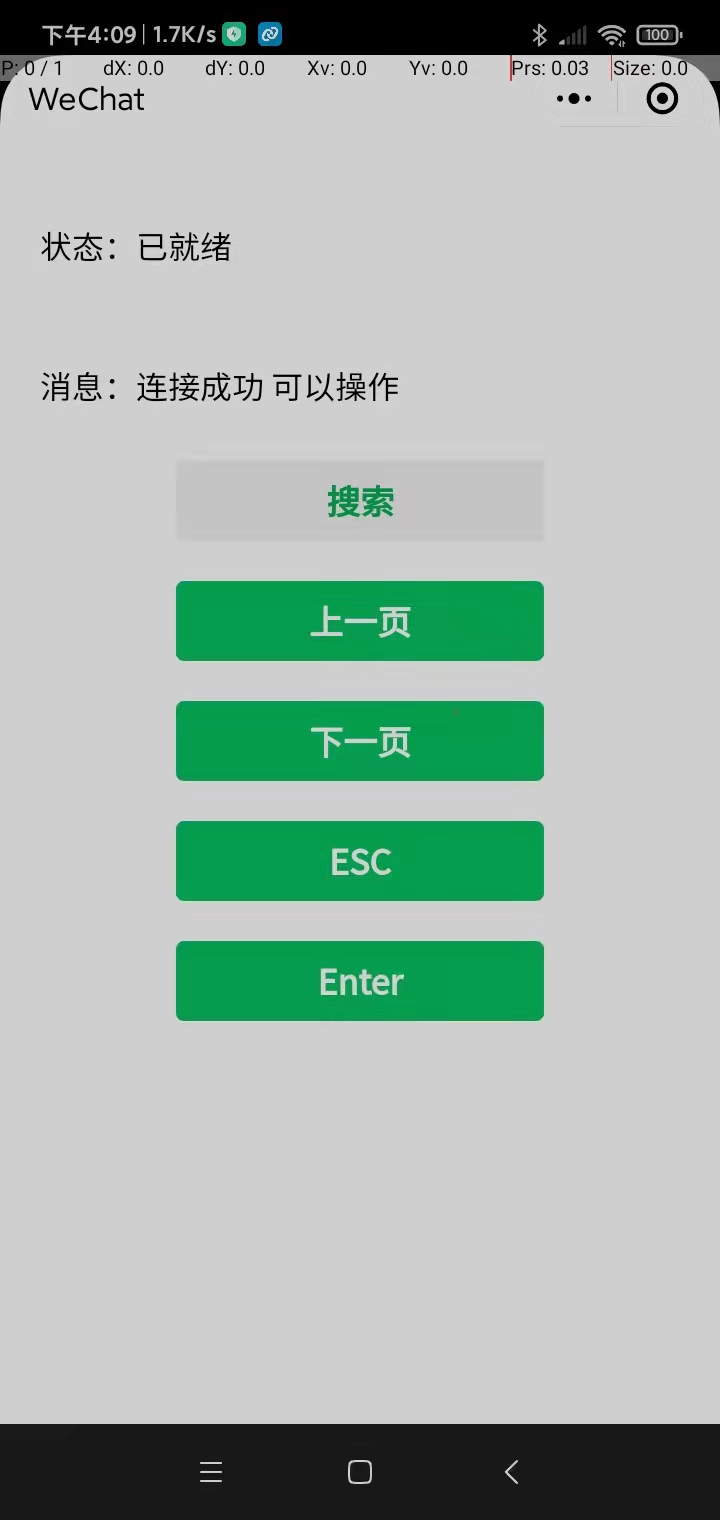 下午4:09 | 1.7K/s 100
P: 0 / 1 dX: 0.0 dY: 0.0 Xv: 0.0 Yv: 0.0 Prs: 0.03 Size: 0.0
WeChat
状态：已就绪
消息：连接成功 可以操作
搜索
上一页
下一页
ESC
Enter